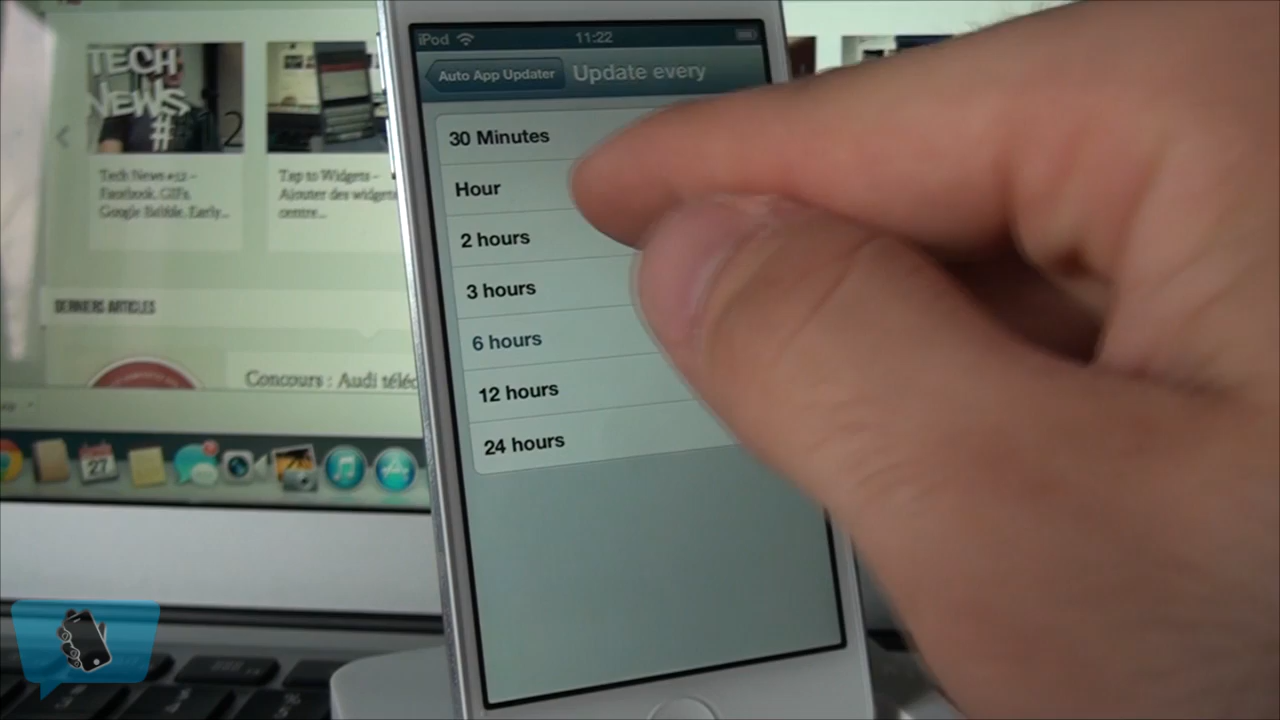 iPod
11:22
Auto App Updater
Update every
30 Minutes
Hour
2 hours
3 hours
6 hours
12 hours
24 hours
TECH
NEWS
#
2
Tech News #12 -
Facebook, GIFs,
Google Babble, Early...
Tap to Widgets -
Ajouter des widgets
centre...
DERNIERS ARTICLES
Concours : Audi téléc
27